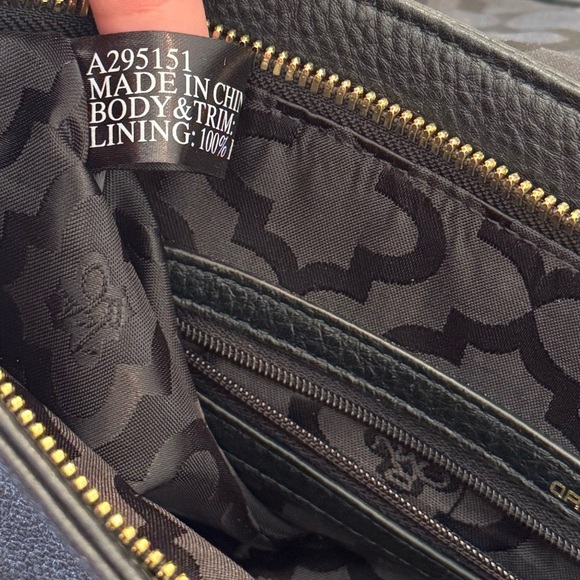 A295151
MADE IN CHIN
BODY & TRIM:
LINING: 100%